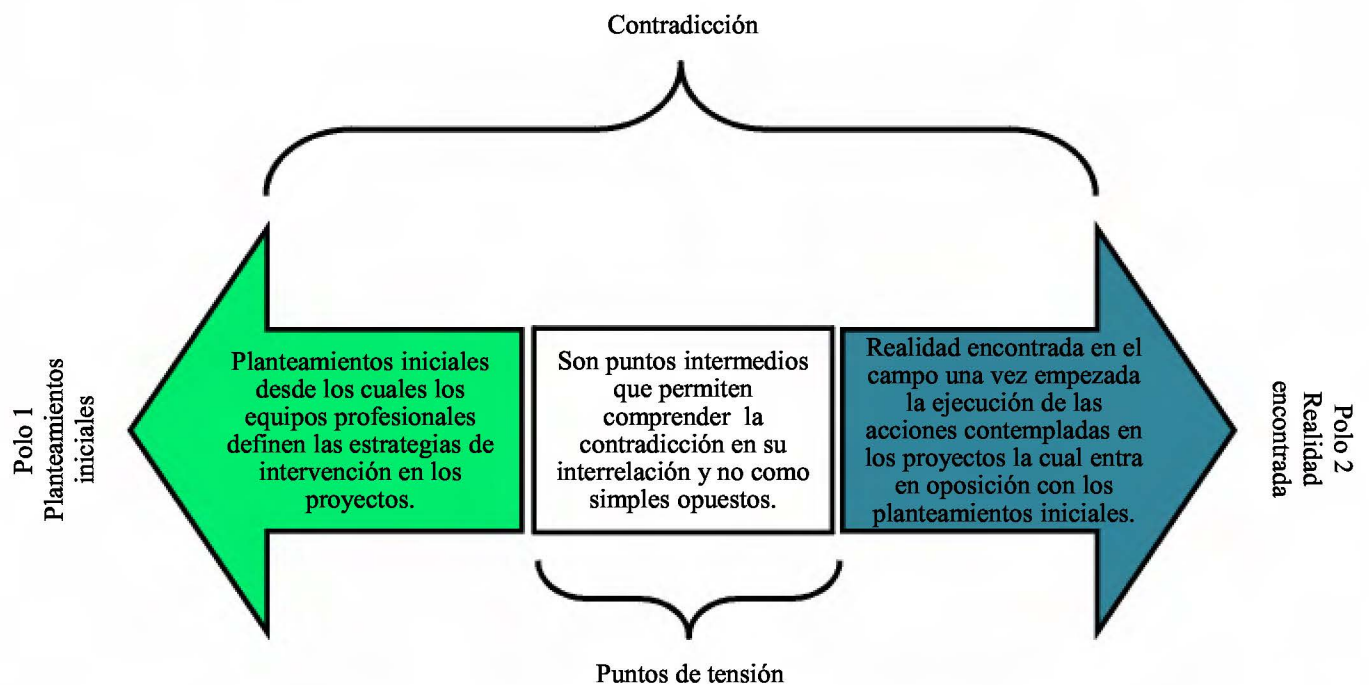 Contradicción
Polo 1
Planteamientos
iniciales
Planteamientos iniciales
desde los cuales los
equipos profesionales
definen las estrategias de
intervención en los
proyectos.
Son puntos intermedios
que permiten
comprender la
contradicción en su
interrelación y no como
simples opuestos.
Realidad encontrada en el
campo una vez empezada
la ejecución de las
acciones contempladas en
los proyectos la cual entra
en oposición con los
planteamientos iniciales.
Polo 2
Realidad
encontrada
Puntos de tensión